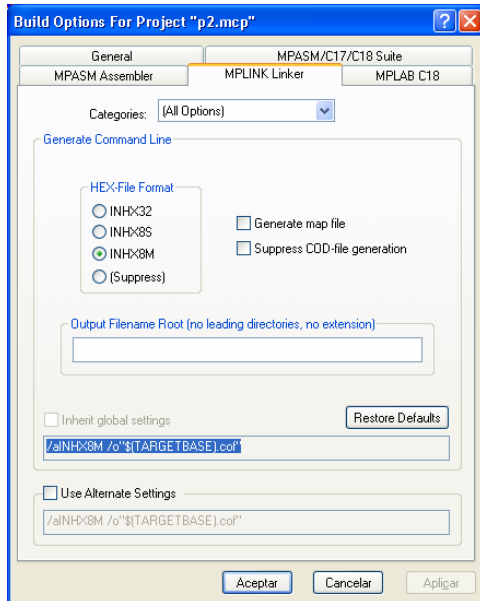 Build Options For Project "p2.mcp"
General
MPASM/C17/C18 Suite
MPASM Assembler
MPLINK Linker
MPLAB C18
Categories:
(All Options)
Generate Command Line
HEX-File Format
INHX32
INHX8S
INHX8M
(Suppress)
Generate map file
Suppress COD-file generation
Output Filename Root (no leading directories, no extension)
Inherit global settings
Restore Defaults
/aINHX8M /o"$(TARGETBASE).cof"
Use Alternate Settings
/aINHX8M /o"$(TARGETBASE).cof"
Aceptar
Cancelar
Aplicar